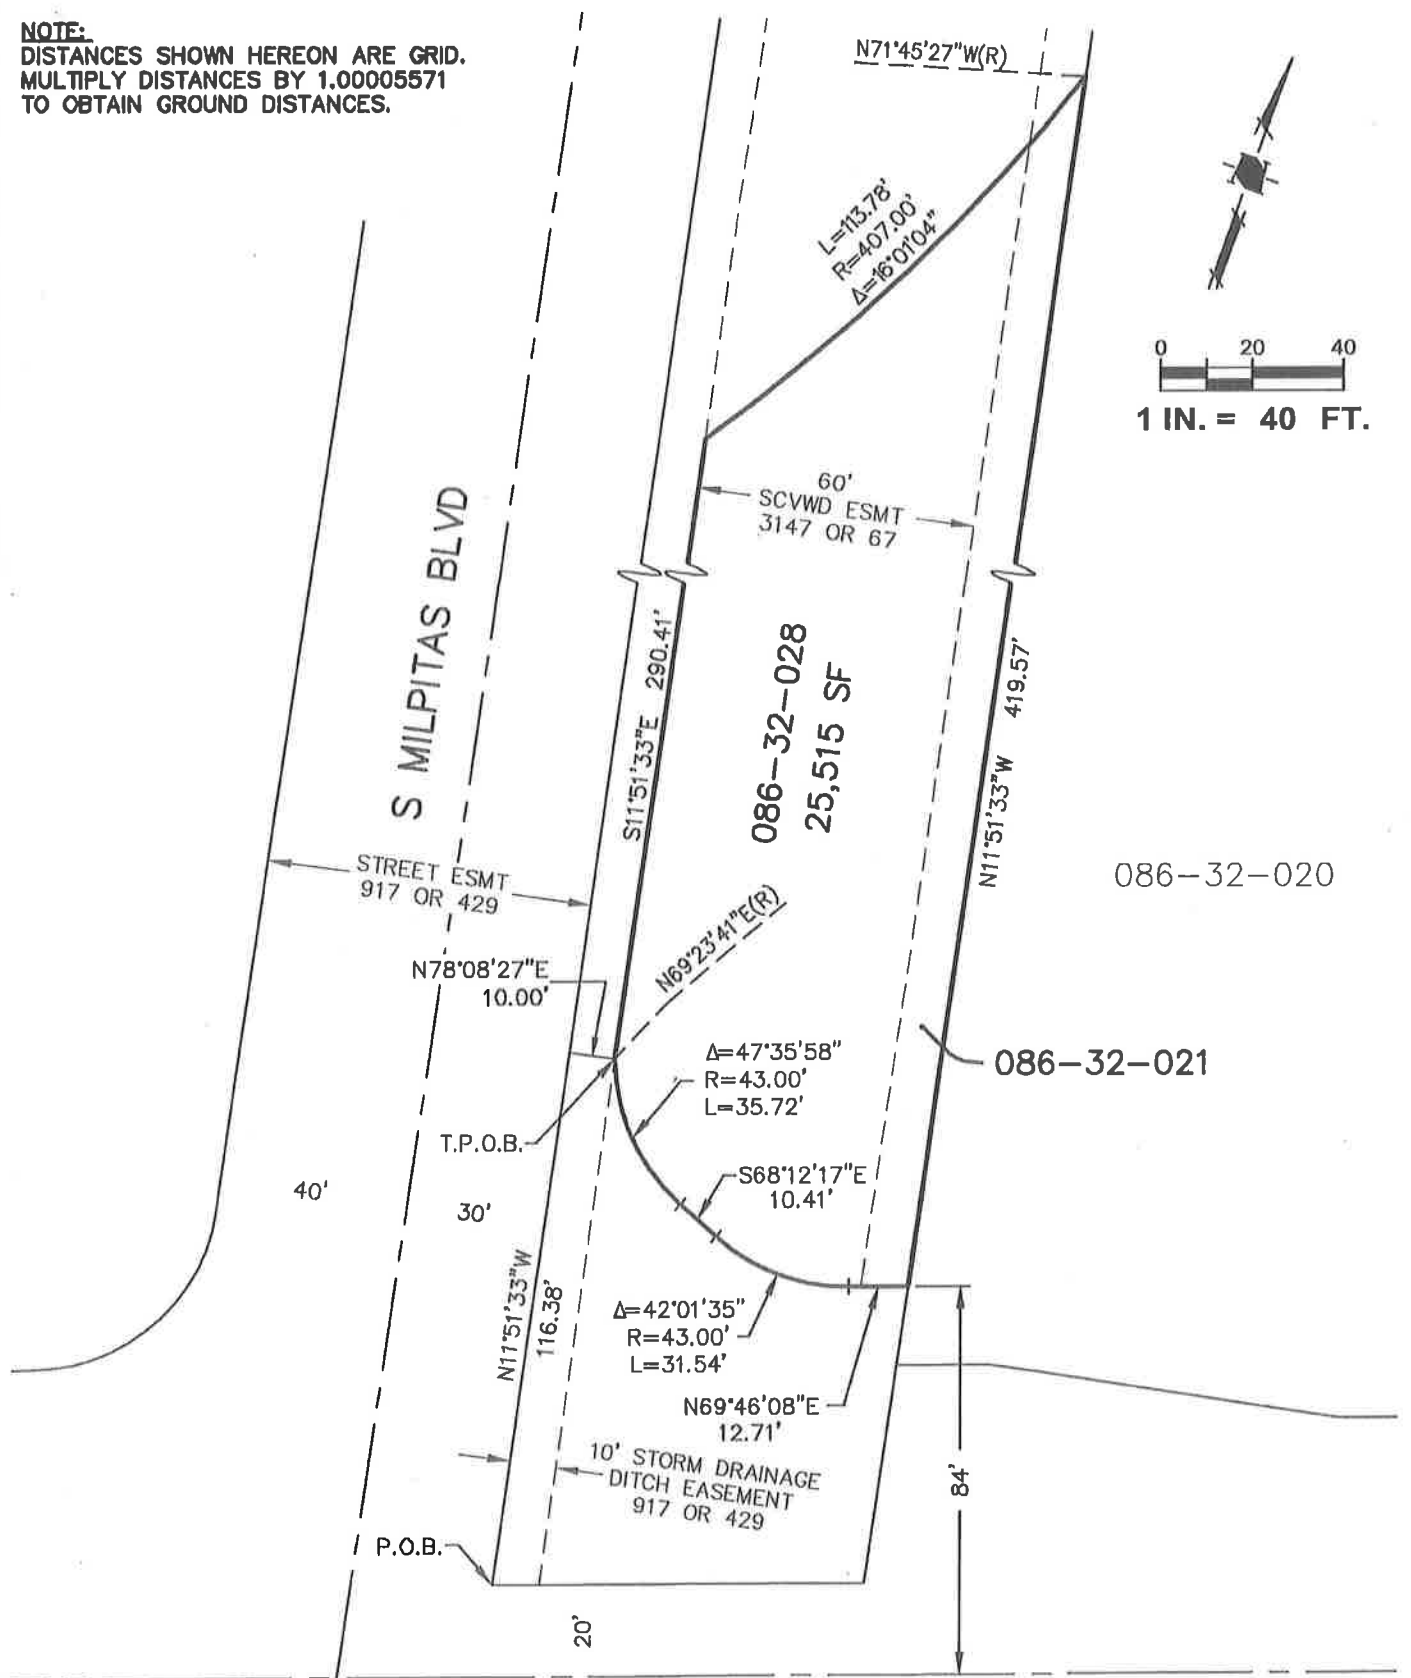 NOTE:
DISTANCES SHOWN HEREON ARE GRID.
MULTIPLY DISTANCES BY 1.00005571
TO OBTAIN GROUND DISTANCES.
N71°45'27"W(R)
L=113.78'
R=407.00'
Δ=16°01'04"
0 20 40
1 IN. = 40 FT.
60'
SCVWD ESMT
3147 OR 67
S MILPITAS BLVD
S11°51'33"E 290.41'
086-32-028
25,515 SF
N11°51'33"W 419.57'
086-32-020
STREET ESMT
917 OR 429
N69°23'41"E(R)
N78°08'27"E
10.00'
Δ=47°35'58"
R=43.00'
L=35.72'
086-32-021
T.P.O.B.
S68°12'17"E
10.41'
40'
30'
N11°51'33"W
116.38'
Δ=42°01'35"
R=43.00'
L=31.54'
N69°46'08"E
12.71'
10' STORM DRAINAGE
DITCH EASEMENT
917 OR 429
84'
P.O.B.
20'